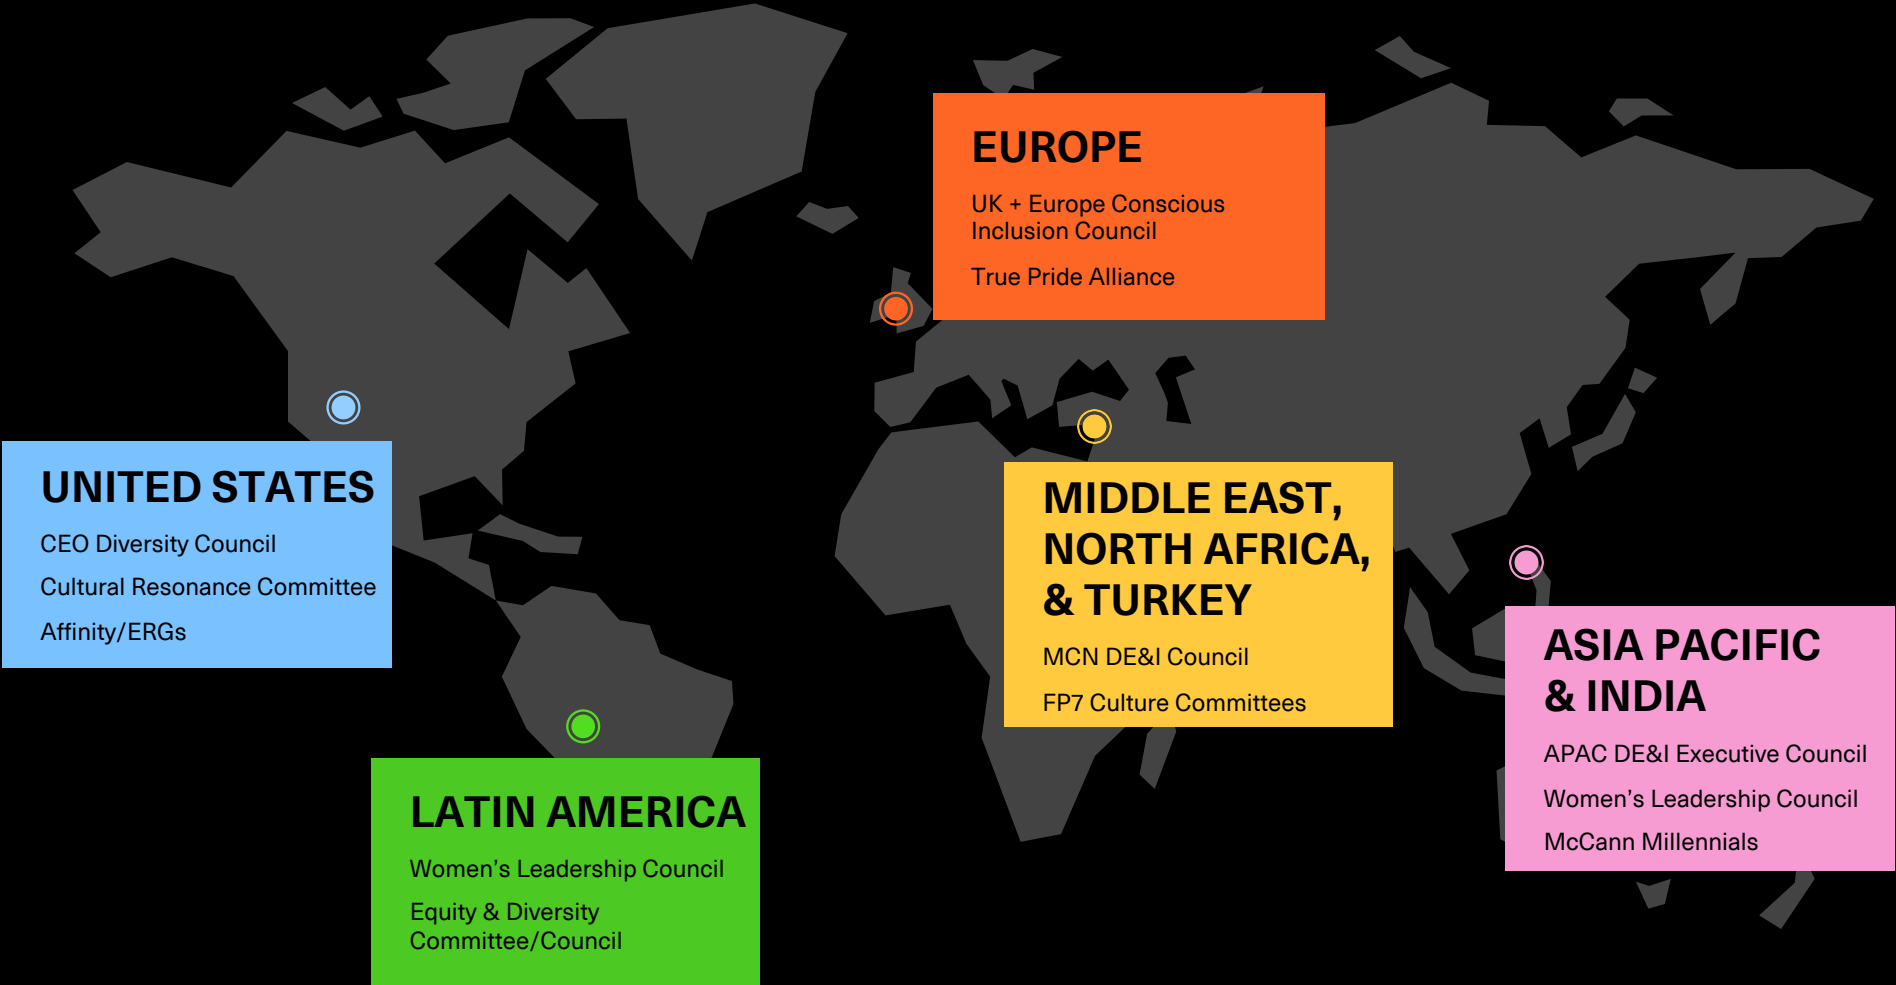 EUROPE
UK + Europe Conscious
Inclusion Council
True Pride Alliance
UNITED STATES
CEO Diversity Council
Cultural Resonance Committee
Affinity/ERGs
MIDDLE EAST,
NORTH AFRICA,
& TURKEY
MCN DE&I Council
FP7 Culture Committees
ASIA PACIFIC
& INDIA
APAC DE&I Executive Council
Women’s Leadership Council
McCann Millennials
LATIN AMERICA
Women’s Leadership Council
Equity & Diversity
Committee/Council